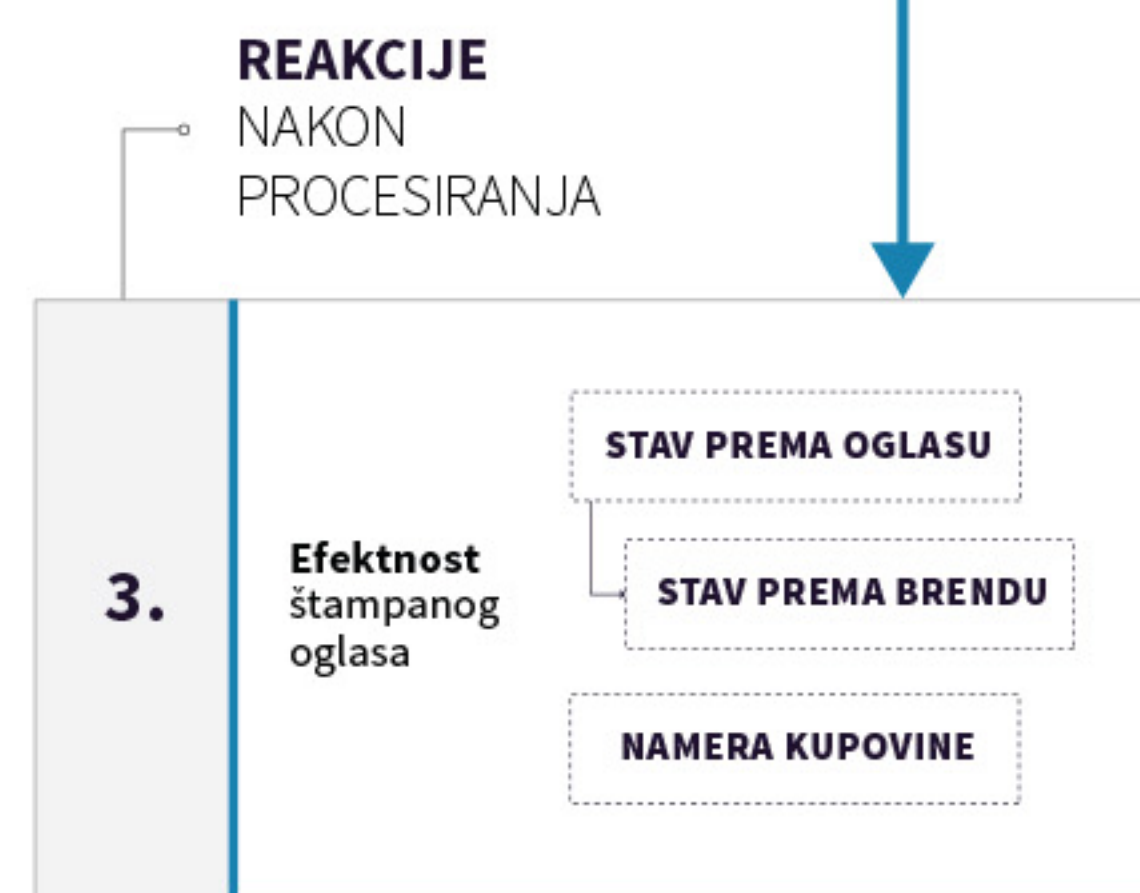 REAKCIJE
NAKON
PROCESIRANJA
3.
Efektnost
štampanog
oglasa
STAV PREMA OGLASU
STAV PREMA BRENDU
NAMERA KUPOVINE